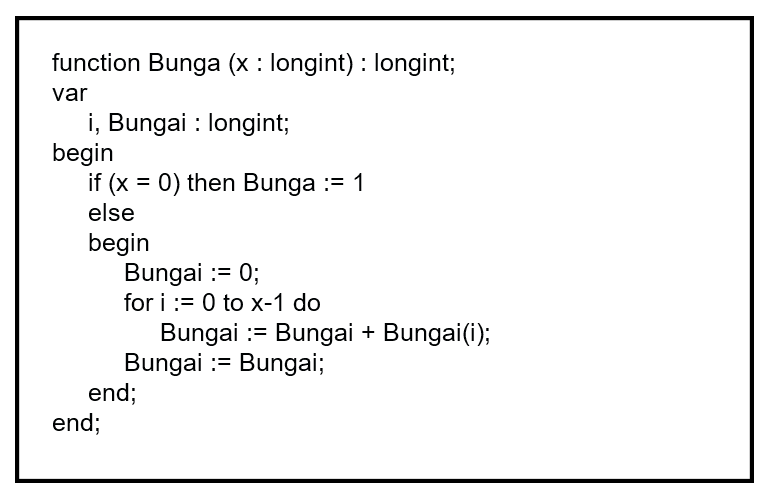 function Bunga (x : longint) : longint;
var
i, Bungai : longint;
begin
if (x = 0) then Bunga := 1
else
begin
Bungai := 0;
for i := 0 to x-1 do
Bungai := Bungai + Bungai(i);
Bungai := Bungai;
end;
end;